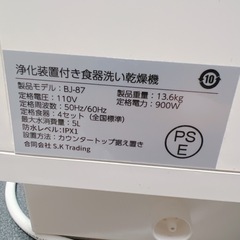 浄化装置付き食器洗い乾燥機
製品モデル: BJ-87 製品重量: 13.6kg
定格電圧: 110V 定格電力: 900W
定格周波数: 50Hz/60Hz
定格食器: 4セット (全国標準)
最大水消費量: 5L
防水レベル: IPX1
設置方法: カウンタートップ据え置き
合同会社 S.K Trading
10
PS
E